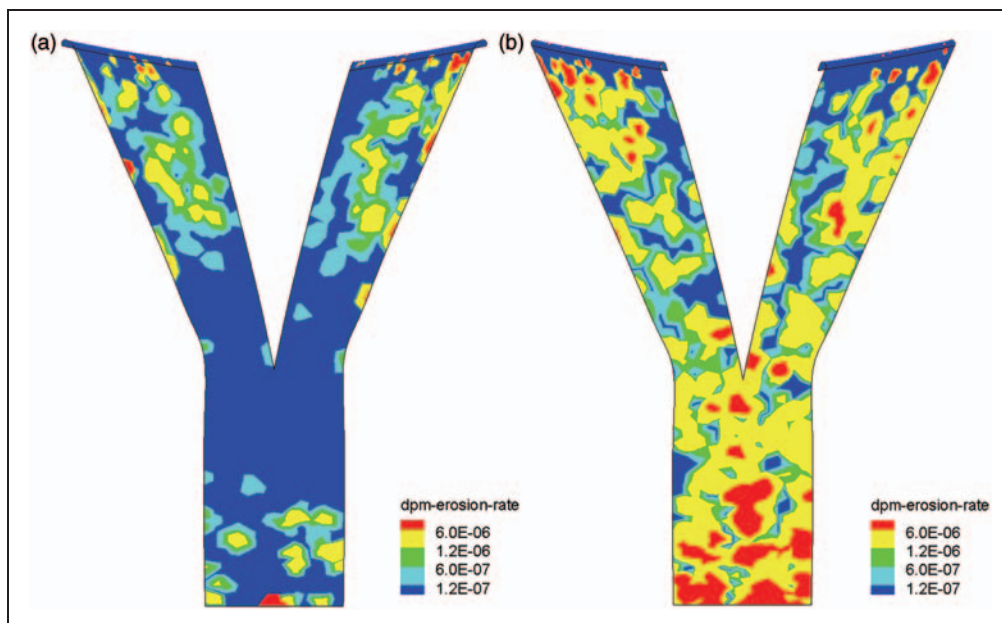 (a)
(b)
dpm-erosion-rate
6.0E-06
1.2E-06
6.0E-07
1.2E-07
dpm-erosion-rate
6.0E-06
1.2E-06
6.0E-07
1.2E-07